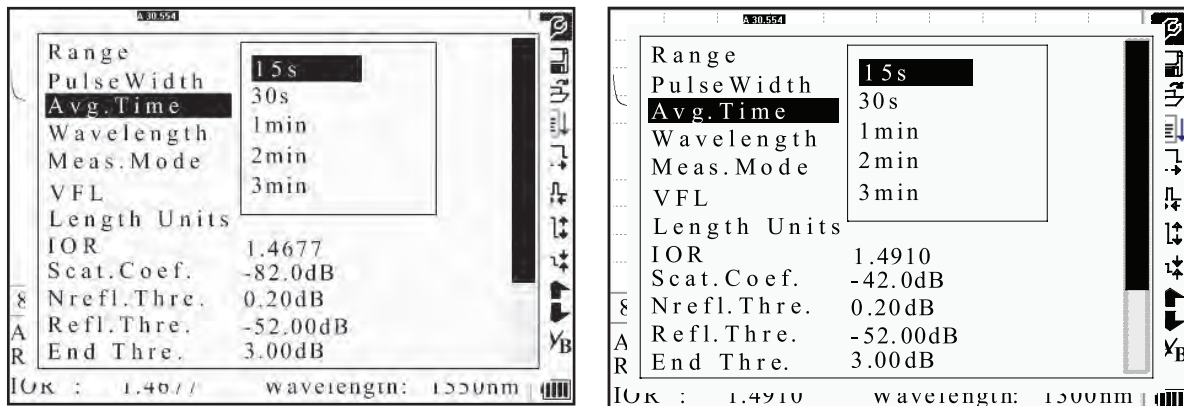 A 30.554
Range
PulseWidth
Avg.Time
Wavelength
Meas.Mode
VFL
Length Units
IOR 1.4677
Scat.Coef. -82.0dB
Nrefl.Thre. 0.20dB
Refl.Thre. -52.00dB
End Thre. 3.00dB
15s
30s
1min
2min
3min
8
A
R
IOR : 1.4677 Wavelength: 1550nm
Y/B
A 30.554
Range
PulseWidth
Avg.Time
Wavelength
Meas.Mode
VFL
Length Units
IOR 1.4910
Scat.Coef. -42.0dB
Nrefl.Thre. 0.20dB
Refl.Thre. -52.00dB
End Thre. 3.00dB
15s
30s
1min
2min
3min
8
A
R
IOR : 1.4910 Wavelength: 1300nm
Y/B